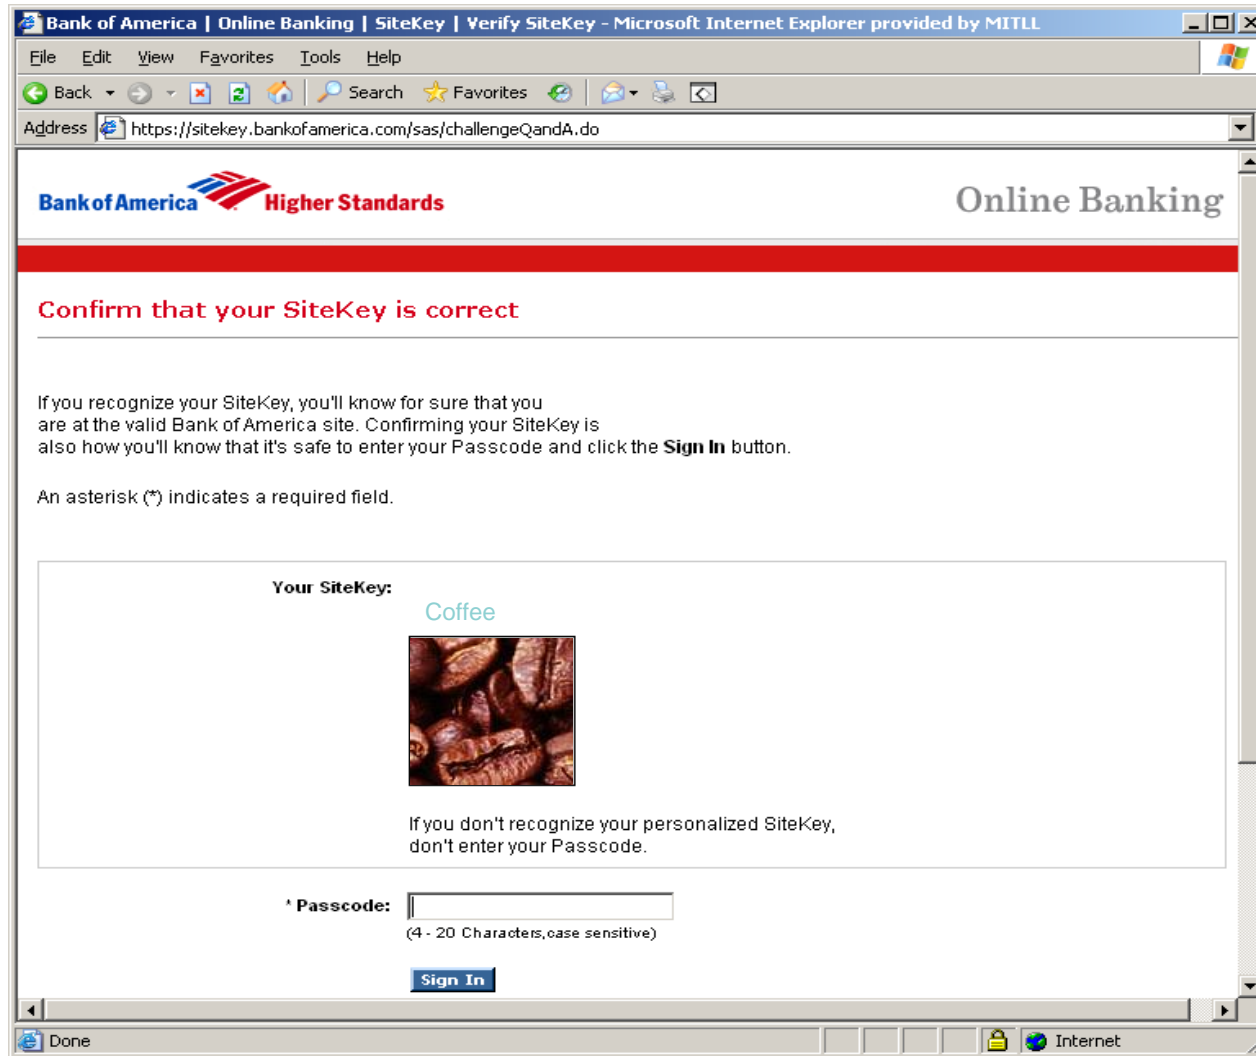 Bank of America | Online Banking | SiteKey | Verify SiteKey - Microsoft Internet Explorer provided by MITLL
File Edit View Favorites Tools Help
Back Search Favorites
Address https://sitekey.bankofamerica.com/sas/challengeQandA.do
Bank of America Higher Standards Online Banking
Confirm that your SiteKey is correct
If you recognize your SiteKey, you'll know for sure that you
are at the valid Bank of America site. Confirming your SiteKey is
also how you'll know that it's safe to enter your Passcode and click the Sign In button.
An asterisk (*) indicates a required field.
Your SiteKey:
Coffee
If you don't recognize your personalized SiteKey,
don't enter your Passcode.
* Passcode:
(4 - 20 Characters,case sensitive)
Sign In
Done Internet